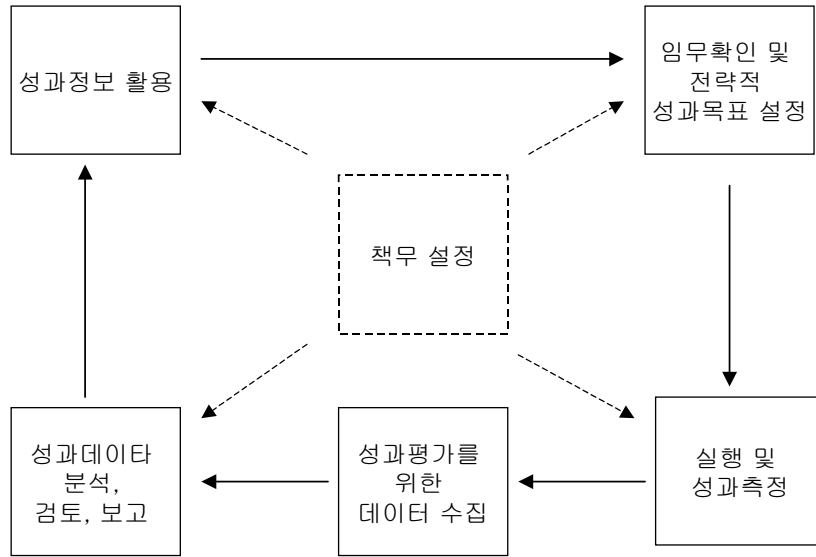 성과정보 활용
임무확인 및
전략적
성과목표 설정
책무 설정
성과데이타
분석,
검토, 보고
성과평가를
위한
데이터 수집
실행 및
성과측정